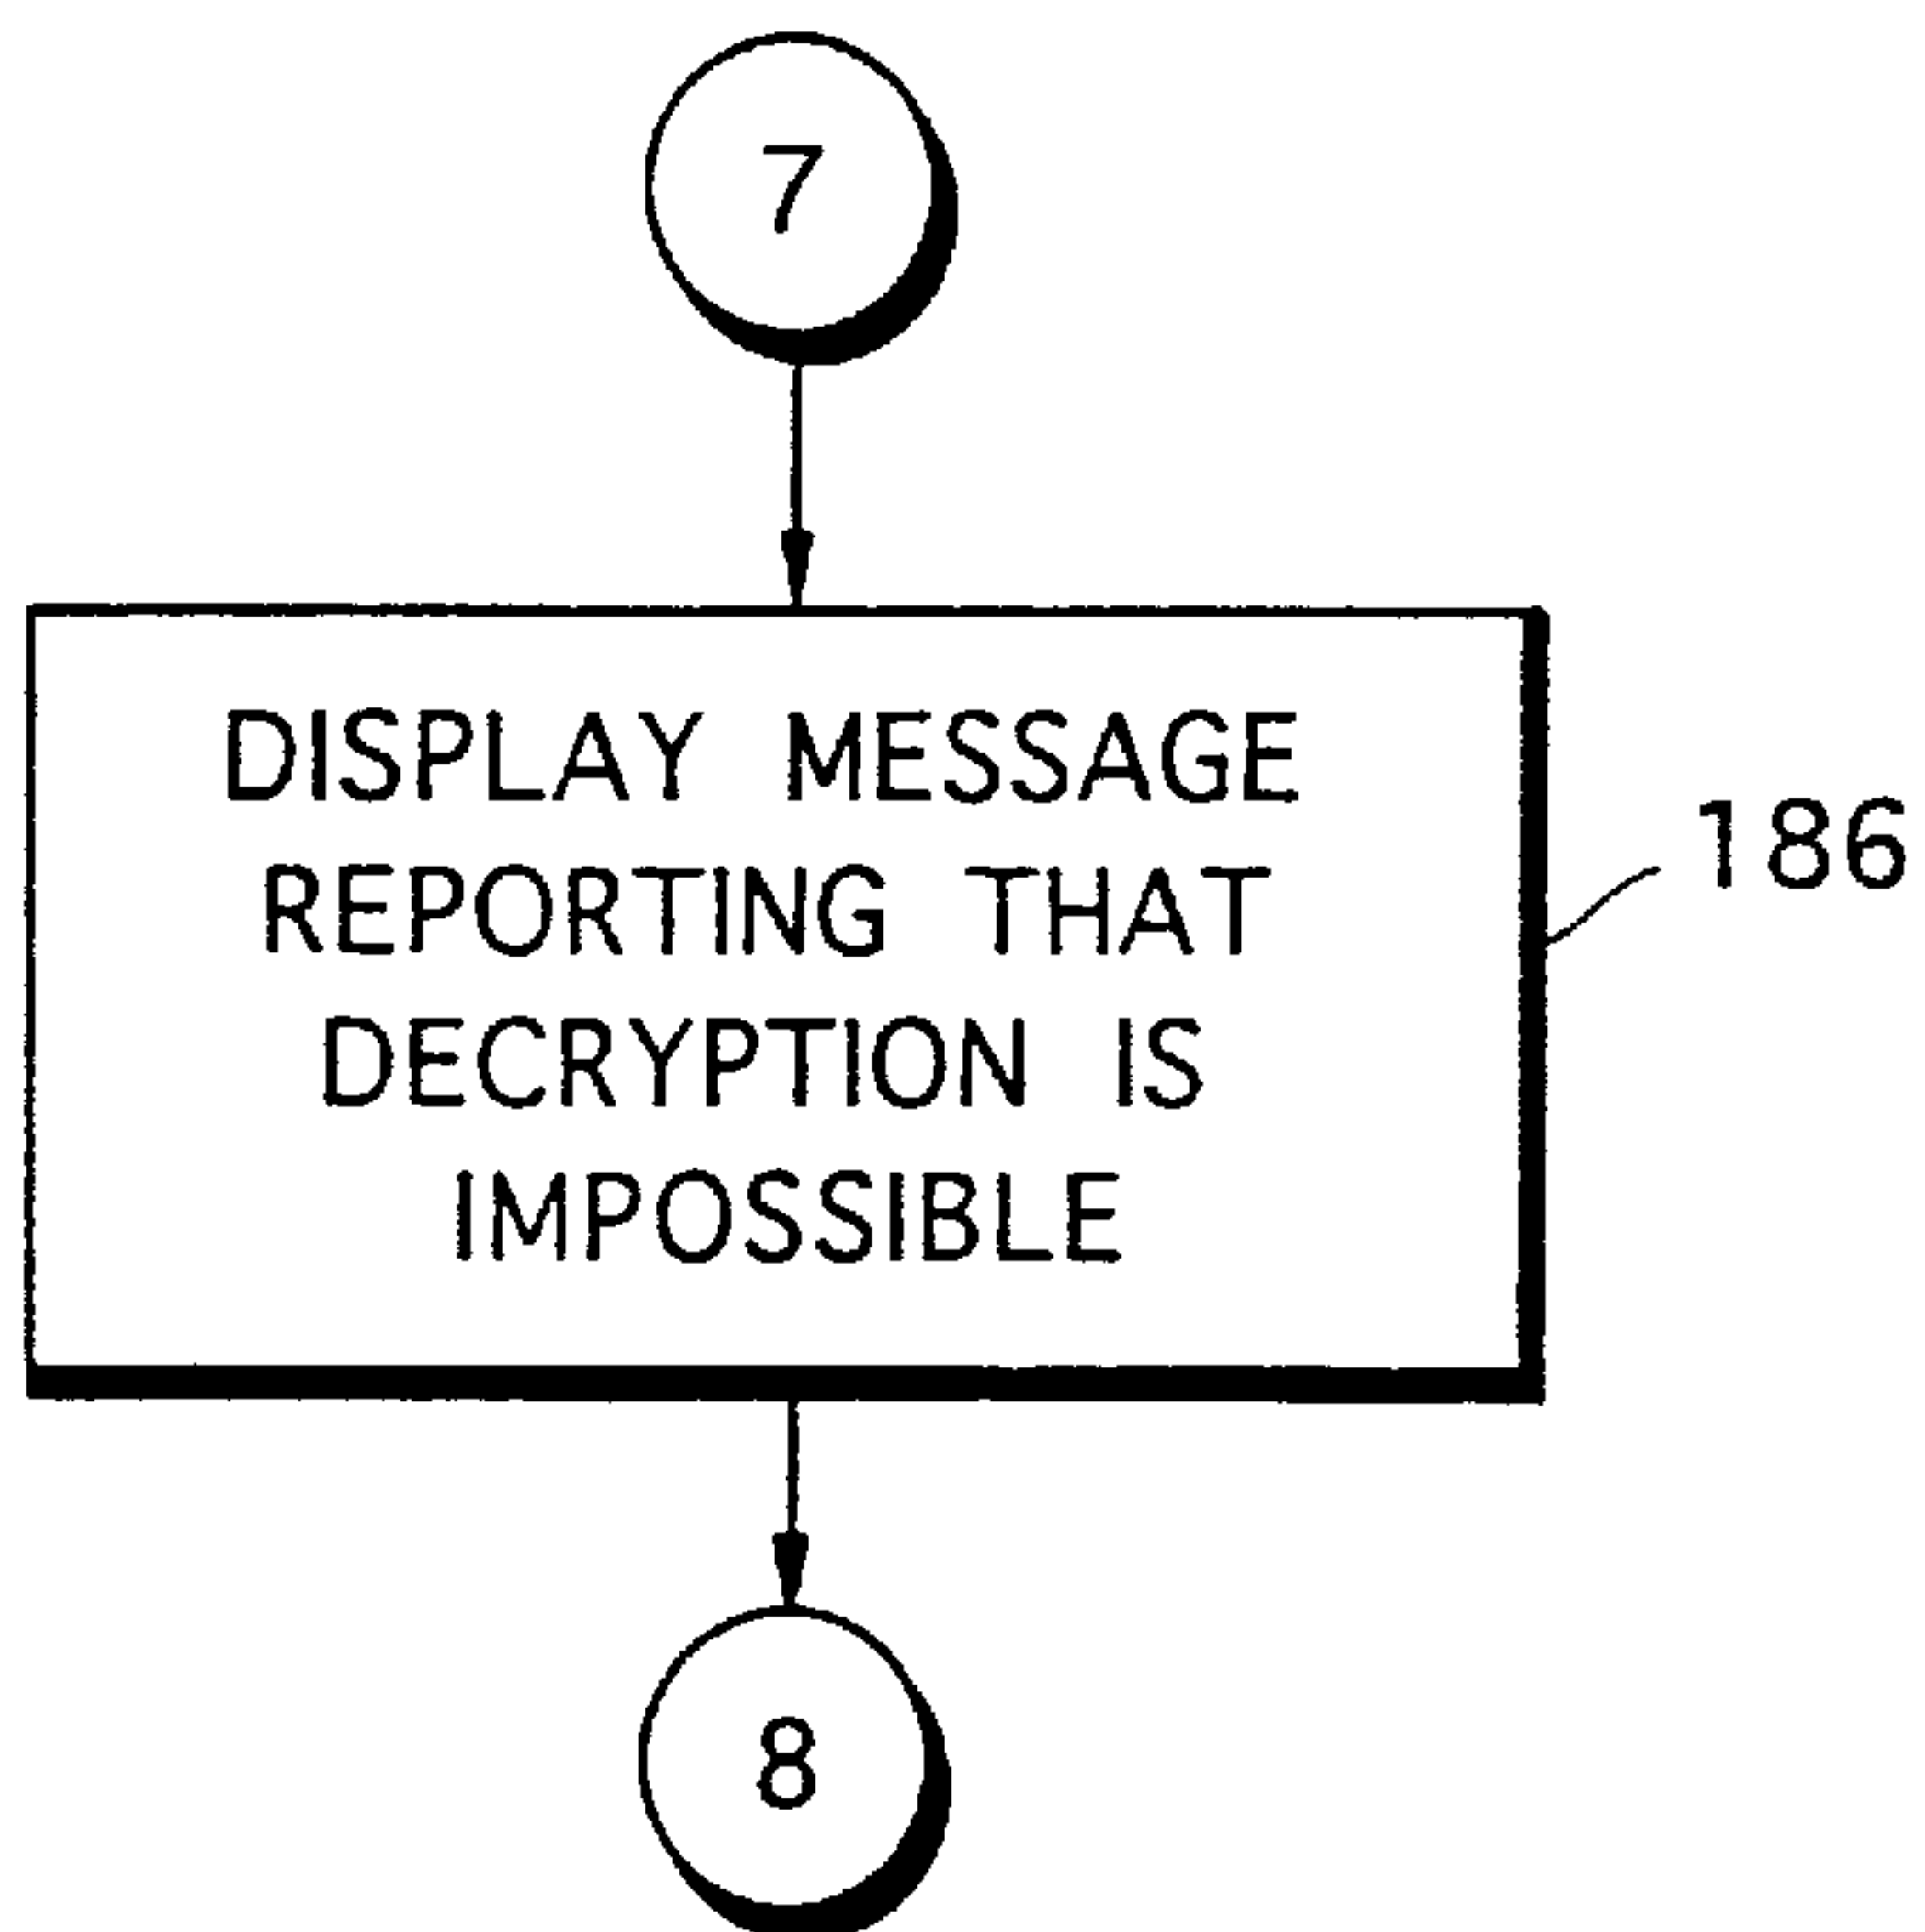 7
DISPLAY MESSAGE
REPORTING THAT
DECRYPTION IS
IMPOSSIBLE
186
8